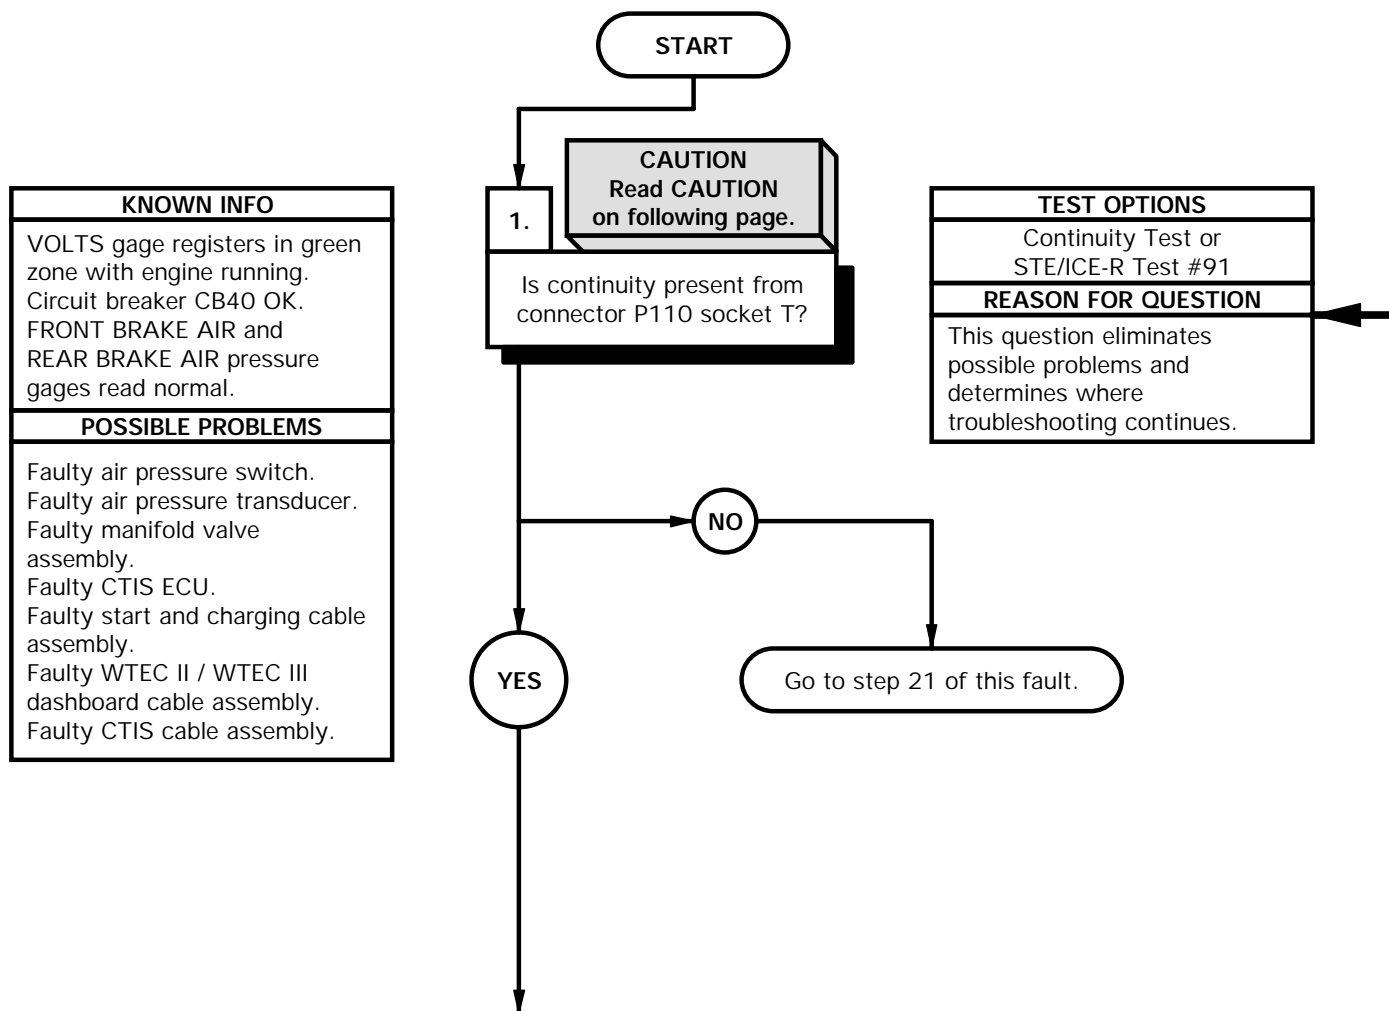 START
CAUTION
Read CAUTION
on following page.
1.
Is continuity present from
connector P110 socket T?
KNOWN INFO
VOLTS gage registers in green
zone with engine running.
Circuit breaker CB40 OK.
FRONT BRAKE AIR and
REAR BRAKE AIR pressure
gages read normal.
POSSIBLE PROBLEMS
Faulty air pressure switch.
Faulty air pressure transducer.
Faulty manifold valve
assembly.
Faulty CTIS ECU.
Faulty start and charging cable
assembly.
Faulty WTEC II / WTEC III
dashboard cable assembly.
Faulty CTIS cable assembly.
TEST OPTIONS
Continuity Test or
STE/ICE-R Test #91
REASON FOR QUESTION
This question eliminates
possible problems and
determines where
troubleshooting continues.
NO
YES
Go to step 21 of this fault.